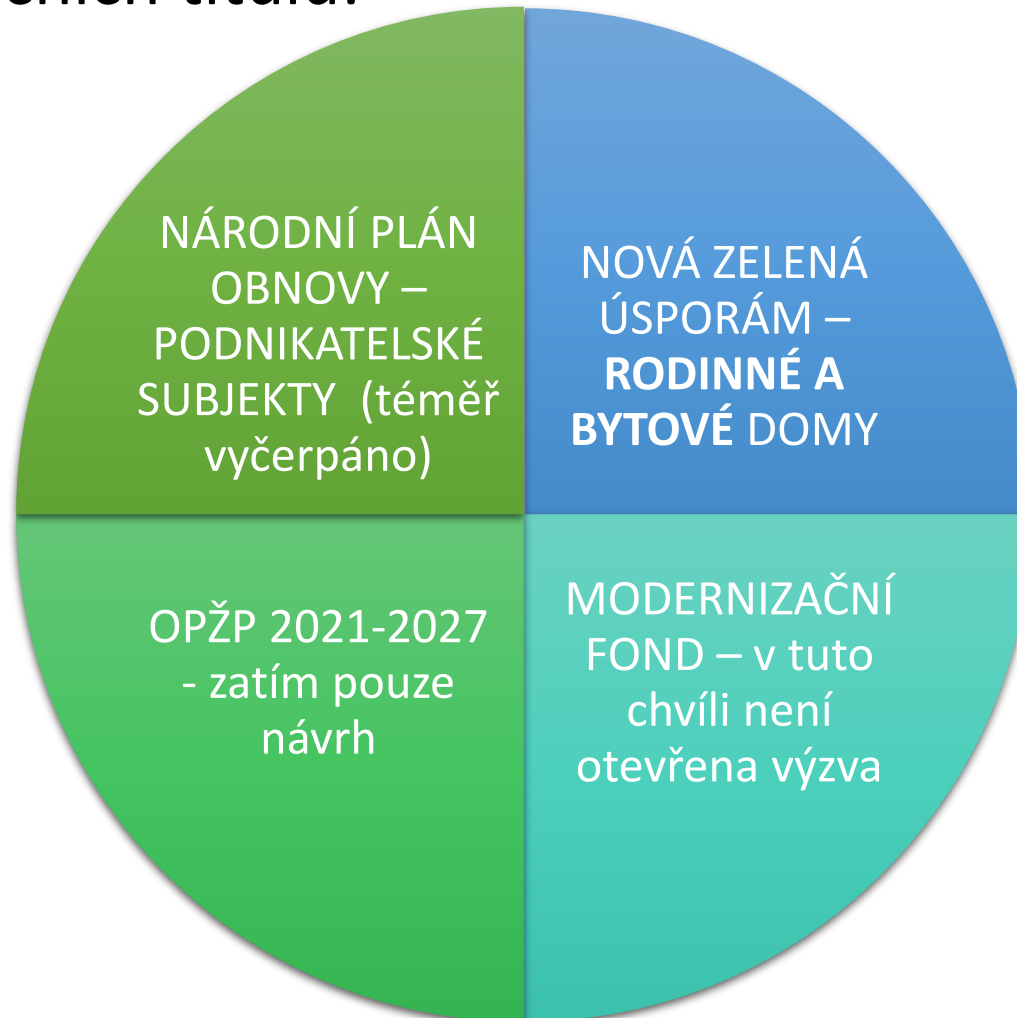 titulů:
NÁRODNÍ PLÁN
OBNOVY –
PODNIKATELSKÉ
SUBJEKTY (téměř
vyčerpáno)
NOVÁ ZELENÁ
ÚSPORÁM –
RODINNÉ A
BYTOVÉ DOMY
OPŽP 2021-2027
- zatím pouze
návrh
MODERNIZAČNÍ
FOND – v tuto
chvíli není
otevřena výzva